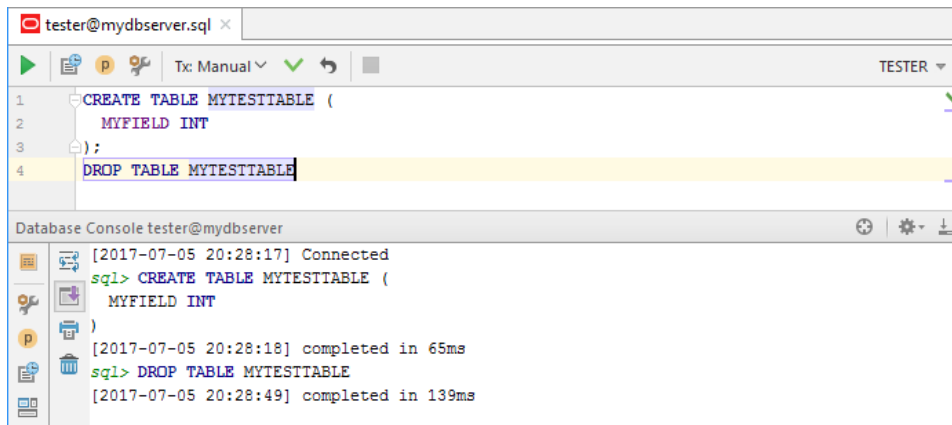 tester@mydbserver.sql
Tx: Manual
TESTER
1 CREATE TABLE MYTESTTABLE (
2 MYFIELD INT
3 );
4 DROP TABLE MYTESTTABLE
Database Console tester@mydbserver
[2017-07-05 20:28:17] Connected
sql> CREATE TABLE MYTESTTABLE (
MYFIELD INT
)
[2017-07-05 20:28:18] completed in 65ms
sql> DROP TABLE MYTESTTABLE
[2017-07-05 20:28:49] completed in 139ms